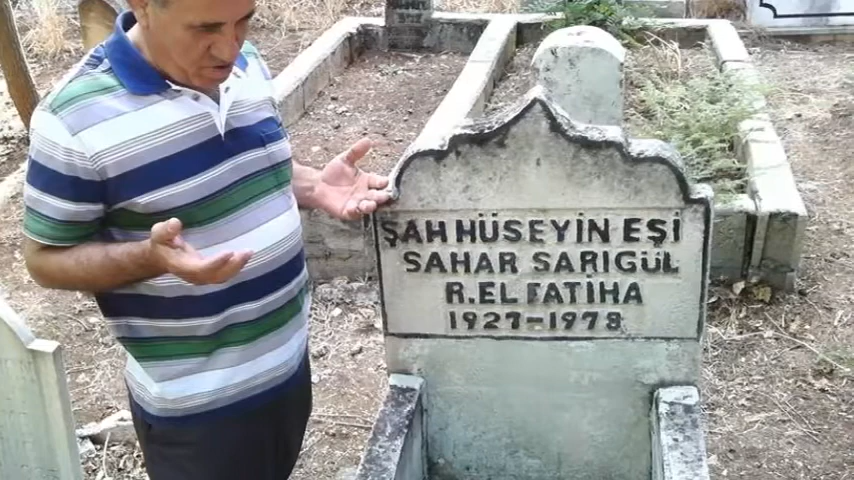 ŞAH HÜSEYİN EŞİ
SAHAR SARIGÜL
R.EL FATİHA
1927-1978